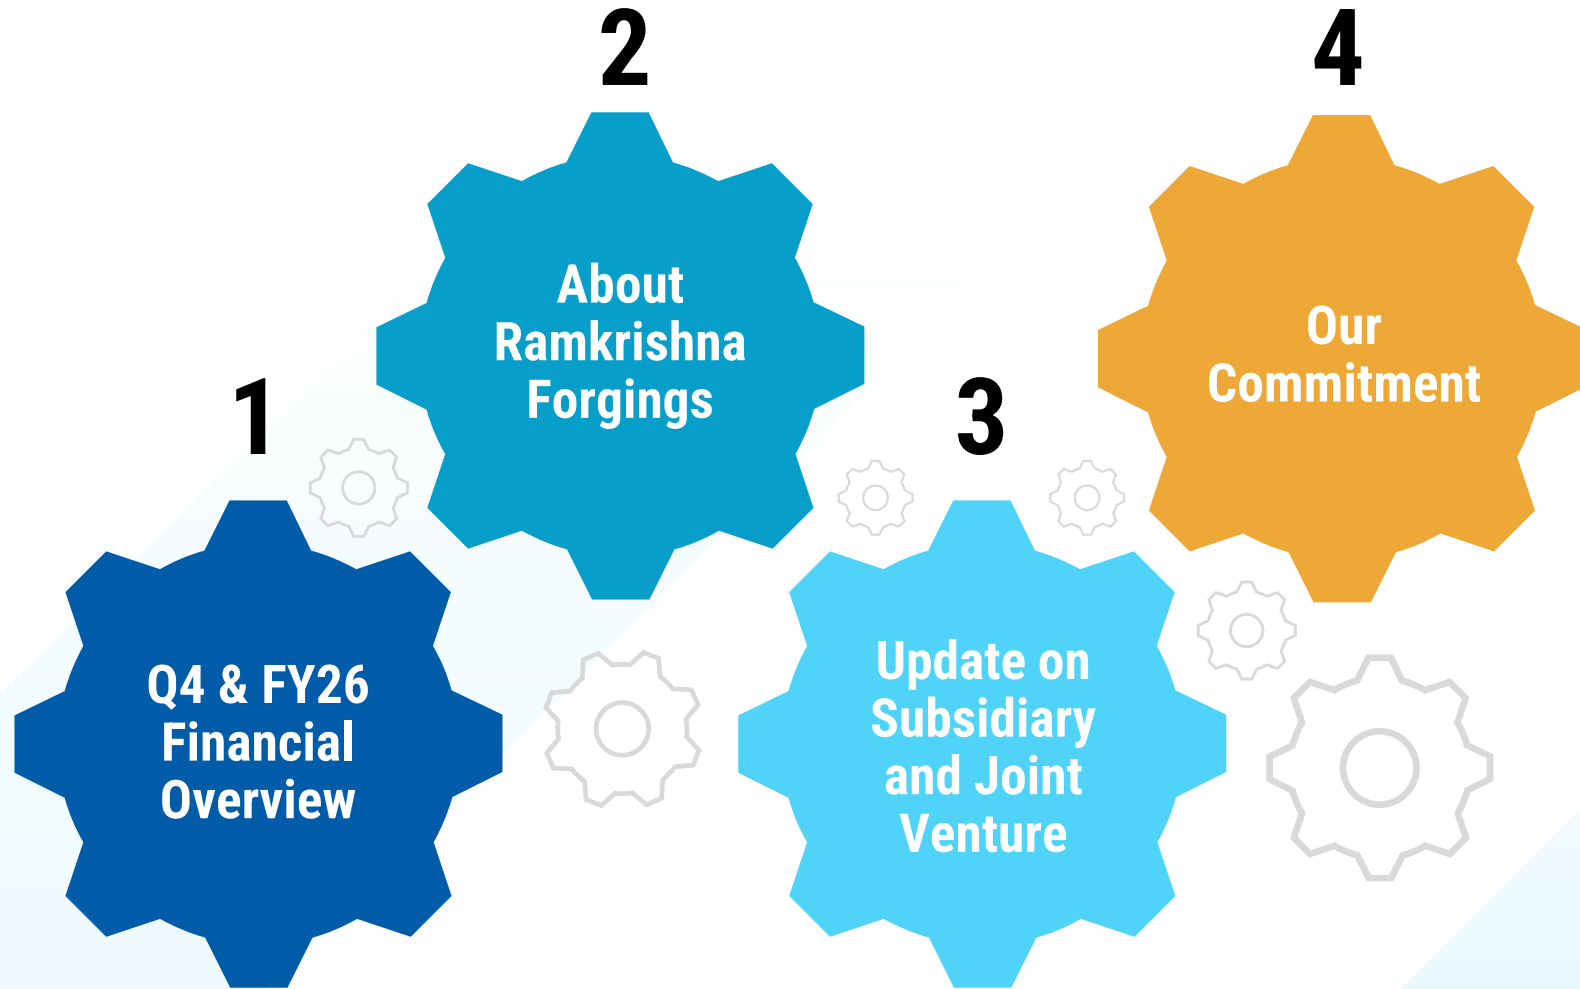 1
Q4 & FY26
Financial
Overview
2
About
Ramkrishna
Forgings
3
Update on
Subsidiary
and Joint
Venture
4
Our
Commitment